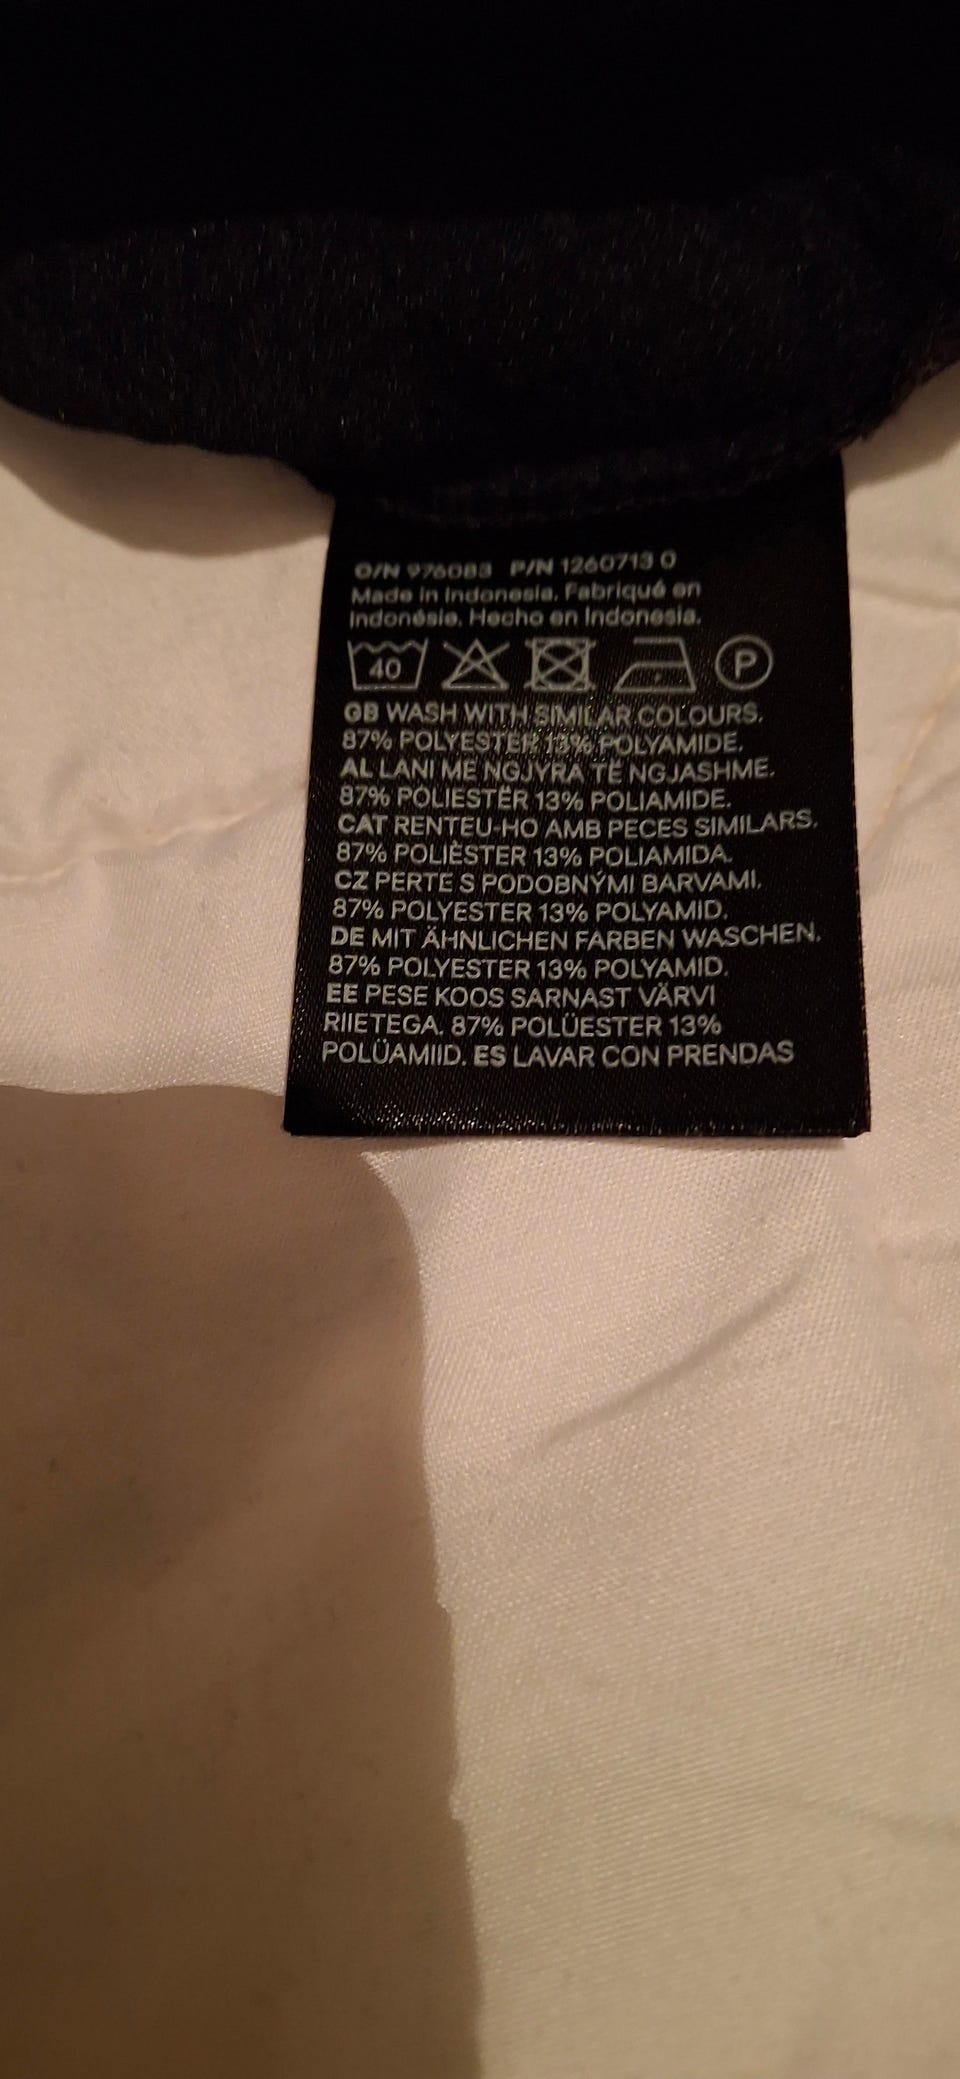 O/N 976083 P/N 1260713 0
Made in Indonesia. Fabriqué en
Indonésie. Hecho en Indonesia.
40 P
GB WASH WITH SIMILAR COLOURS.
87% POLYESTER 13% POLYAMIDE.
AL LANI ME NGJYRA TË NGJASHME.
87% POLIESTËR 13% POLIAMIDE.
CAT RENTEU-HO AMB PECES SIMILARS.
87% POLIÈSTER 13% POLIAMIDA.
CZ PERTE S PODOBNÝMI BARVAMI.
87% POLYESTER 13% POLYAMID.
DE MIT ÄHNLICHEN FARBEN WASCHEN.
87% POLYESTER 13% POLYAMID.
EE PESE KOOS SARNAST VÄRVI
RIIETEGA. 87% POLÜESTER 13%
POLÜAMIID. ES LAVAR CON PRENDAS